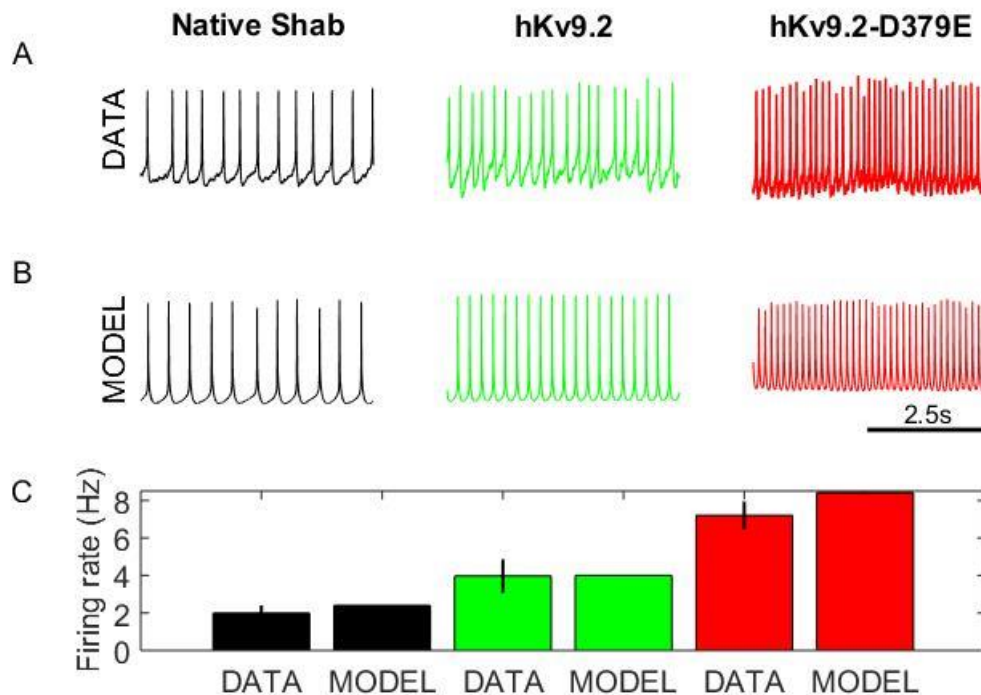 Native Shab
hKv9.2
hKv9.2-D379E
A
DATA
B
MODEL
2.5s
C
Firing rate (Hz)
8
6
4
2
0
DATA
MODEL
DATA
MODEL
DATA
MODEL